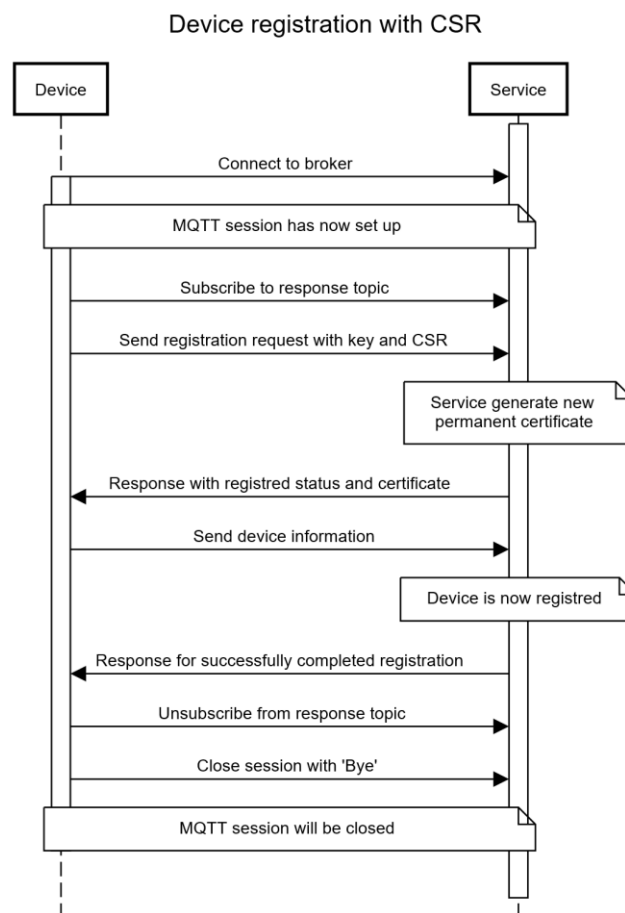 Device registration with CSR
Device
Service
Connect to broker
MQTT session has now set up
Subscribe to response topic
Send registration request with key and CSR
Service generate new
permanent certificate
Response with registred status and certificate
Send device information
Device is now registred
Response for successfully completed registration
Unsubscribe from response topic
Close session with 'Bye'
MQTT session will be closed